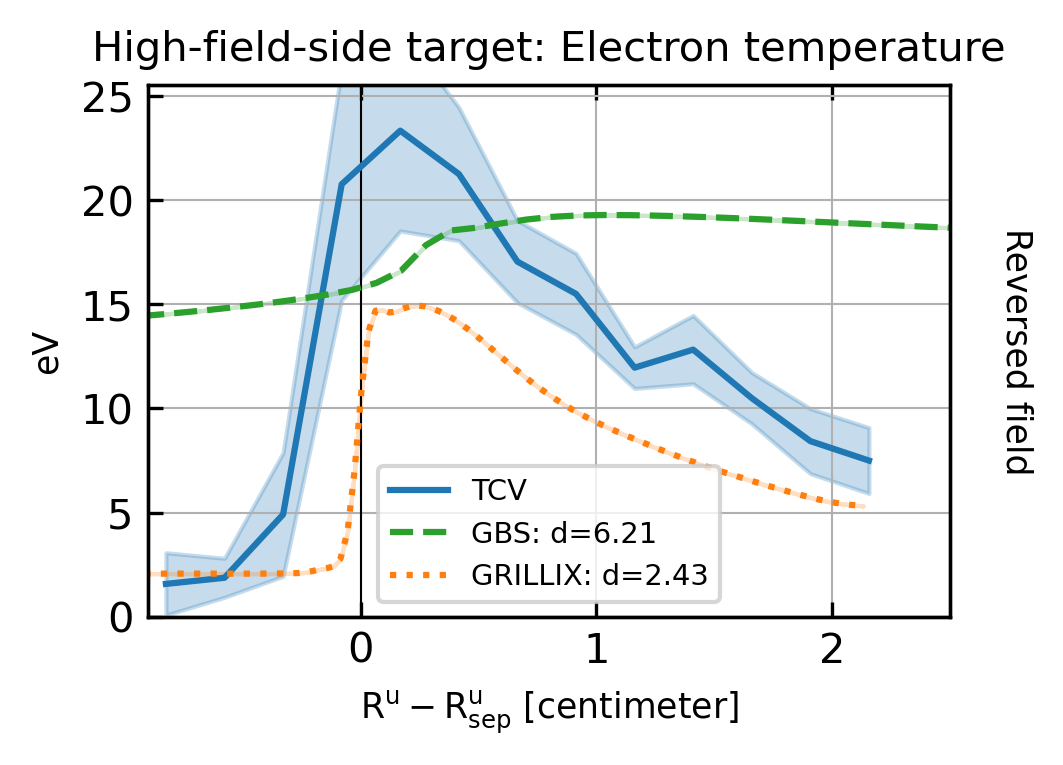 High-field-side target: Electron temperature
25
20
15
10
5
0
eV
0
1
2
R^u − R^u_sep [centimeter]
TCV
GBS: d=6.21
GRILLIX: d=2.43
Reversed field